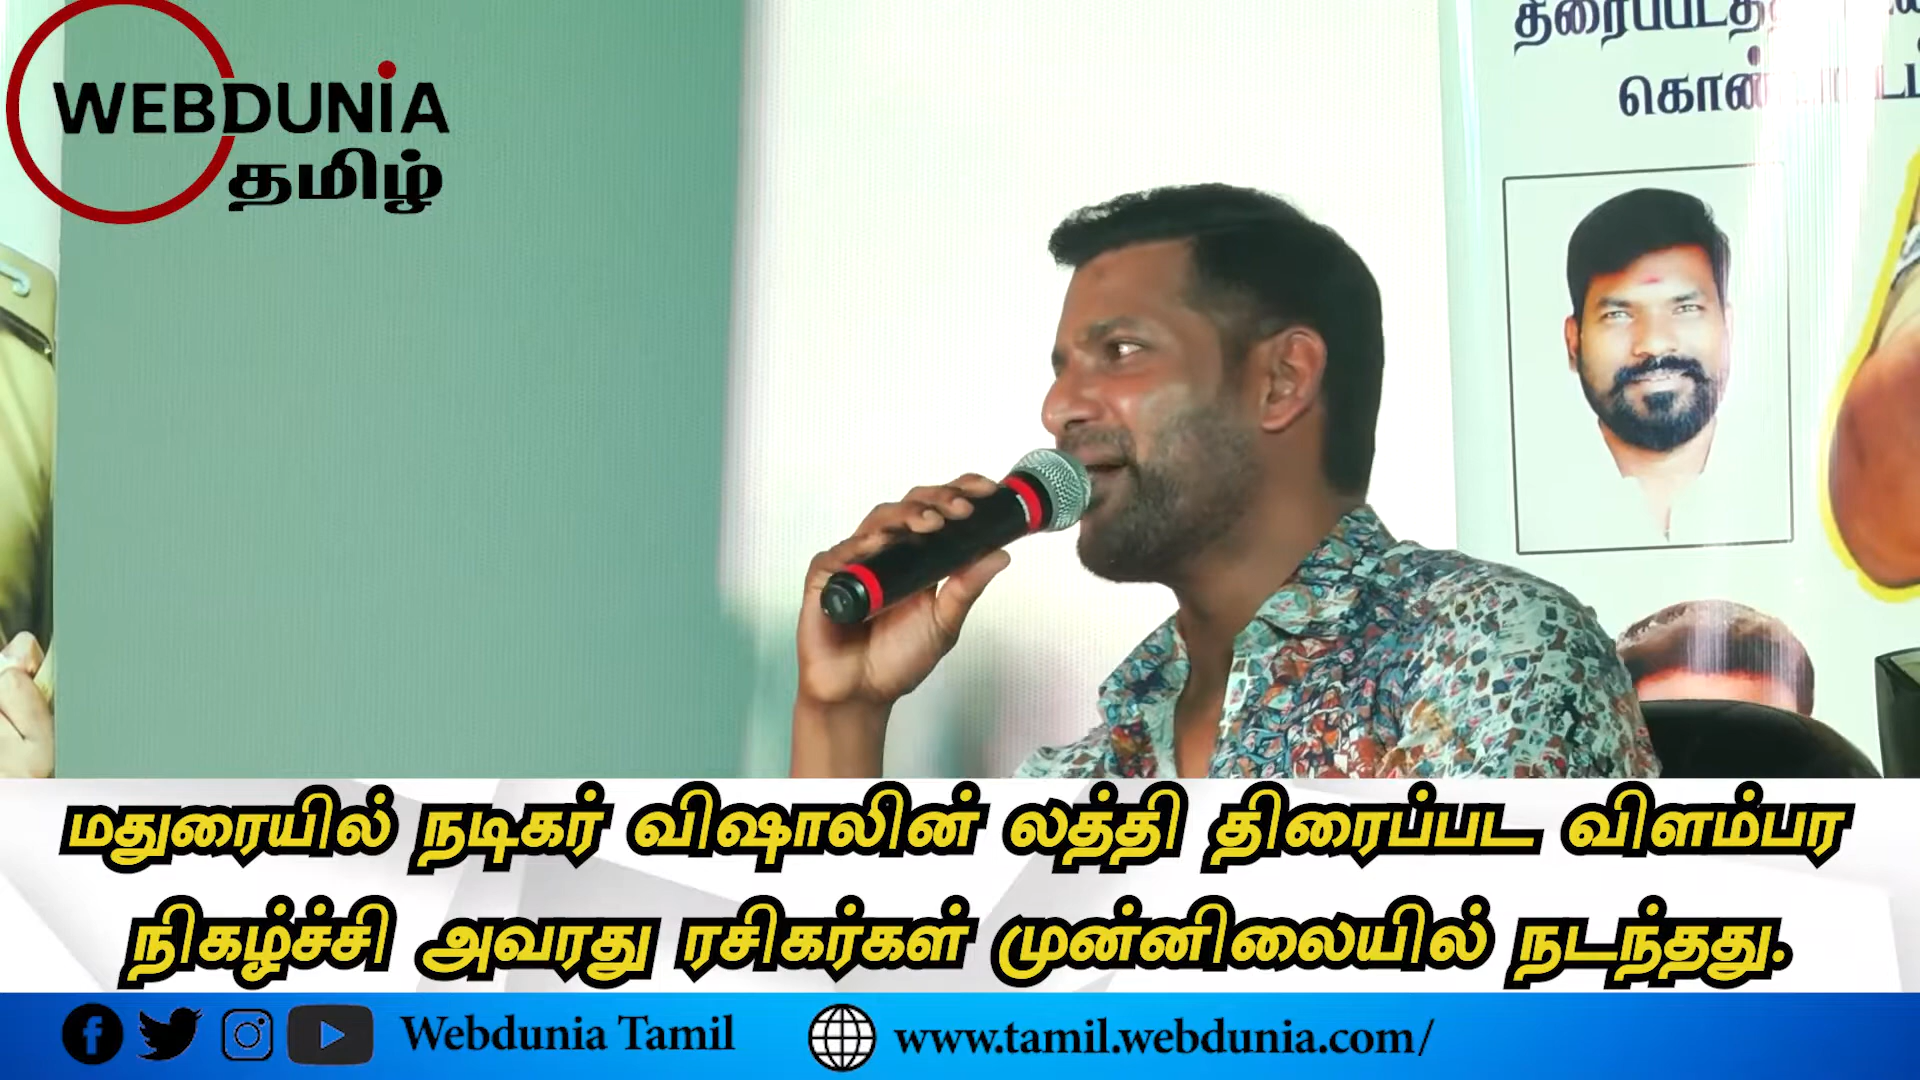 WEBDUNIA
தமிழ்
மதுரையில் நடிகர் விஷாலின் லத்தி திரைப்பட விளம்பர
நிகழ்ச்சி அவரது ரசிகர்கள் முன்னிலையில் நடந்தது.
Webdunia Tamil
www.tamil.webdunia.com/